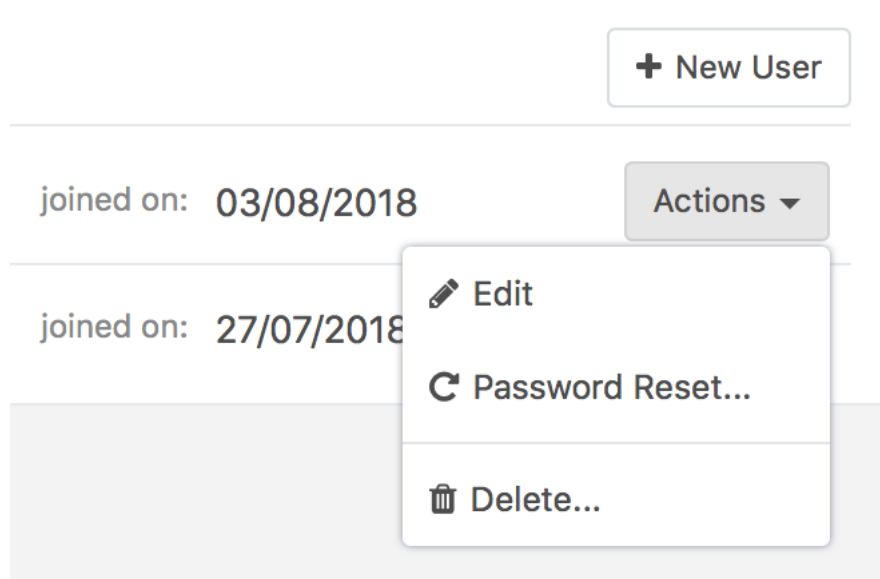 New User
joined on: 03/08/2018 Actions
Edit
joined on: 27/07/2018
Password Reset...
Delete...